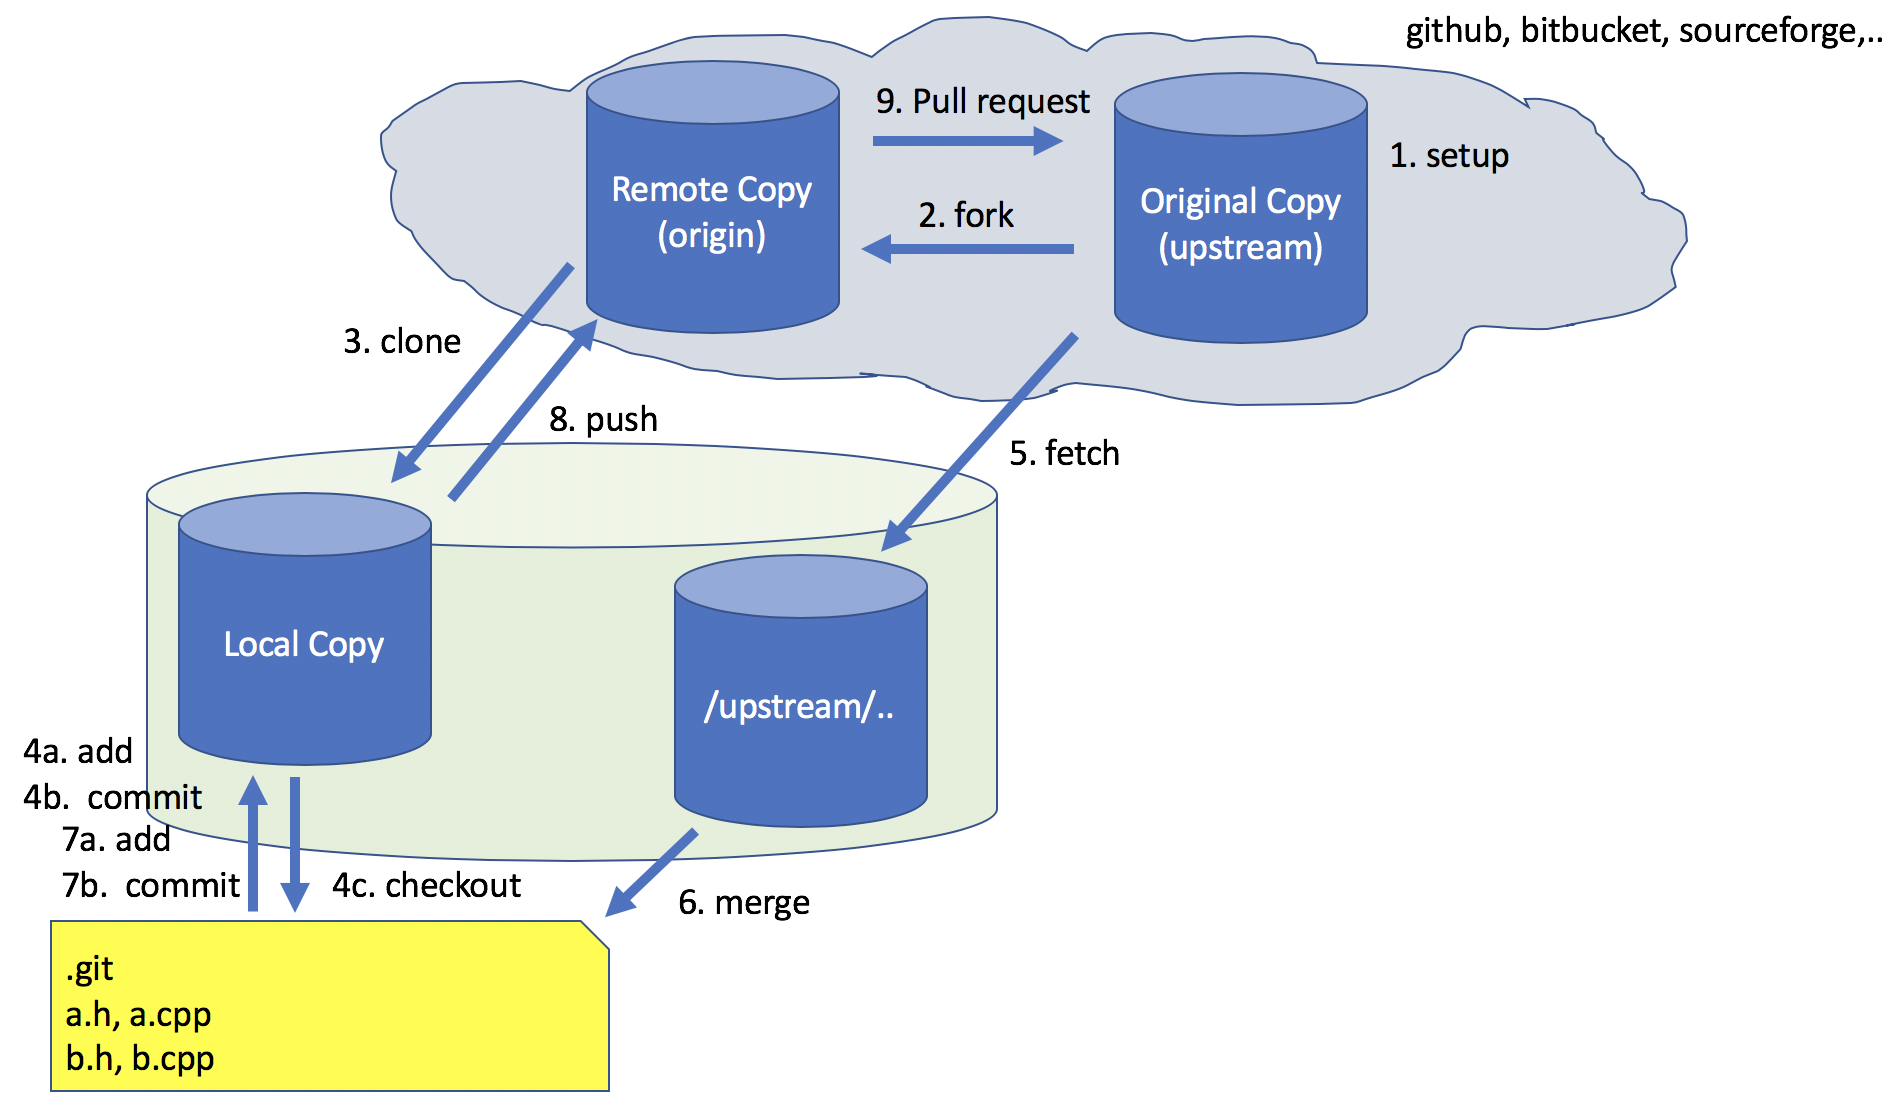 github, bitbucket, sourceforge,..
9. Pull request
1. setup
Remote Copy
(origin)
Original Copy
(upstream)
2. fork
3. clone
8. push
5. fetch
Local Copy
/upstream/..
4a. add
4b.  commit
7a. add
7b.  commit
4c. checkout
6. merge
.git
a.h, a.cpp
b.h, b.cpp